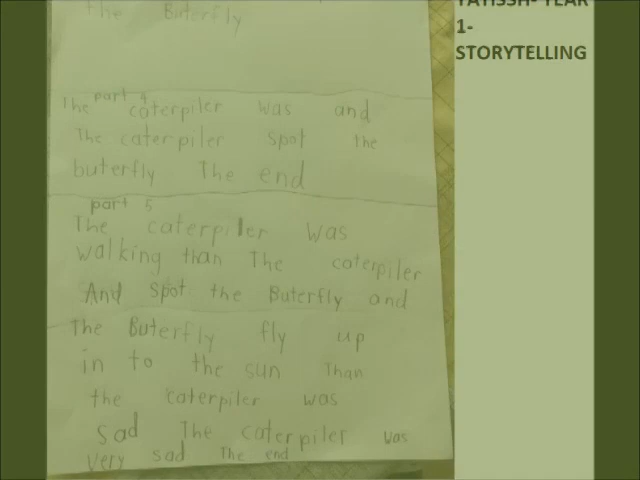 the Buterfly
part 4
The caterpiler was and
The caterpiler spot the
buterfly The end
part 5
The caterpiler was
walking than The caterpiler
And spot the Buterfly and
The Buterfly fly up
in to the sun Than
the caterpiler was
sad The caterpiler was
very sad The end
YATISSH- YEAR
1-
STORYTELLING